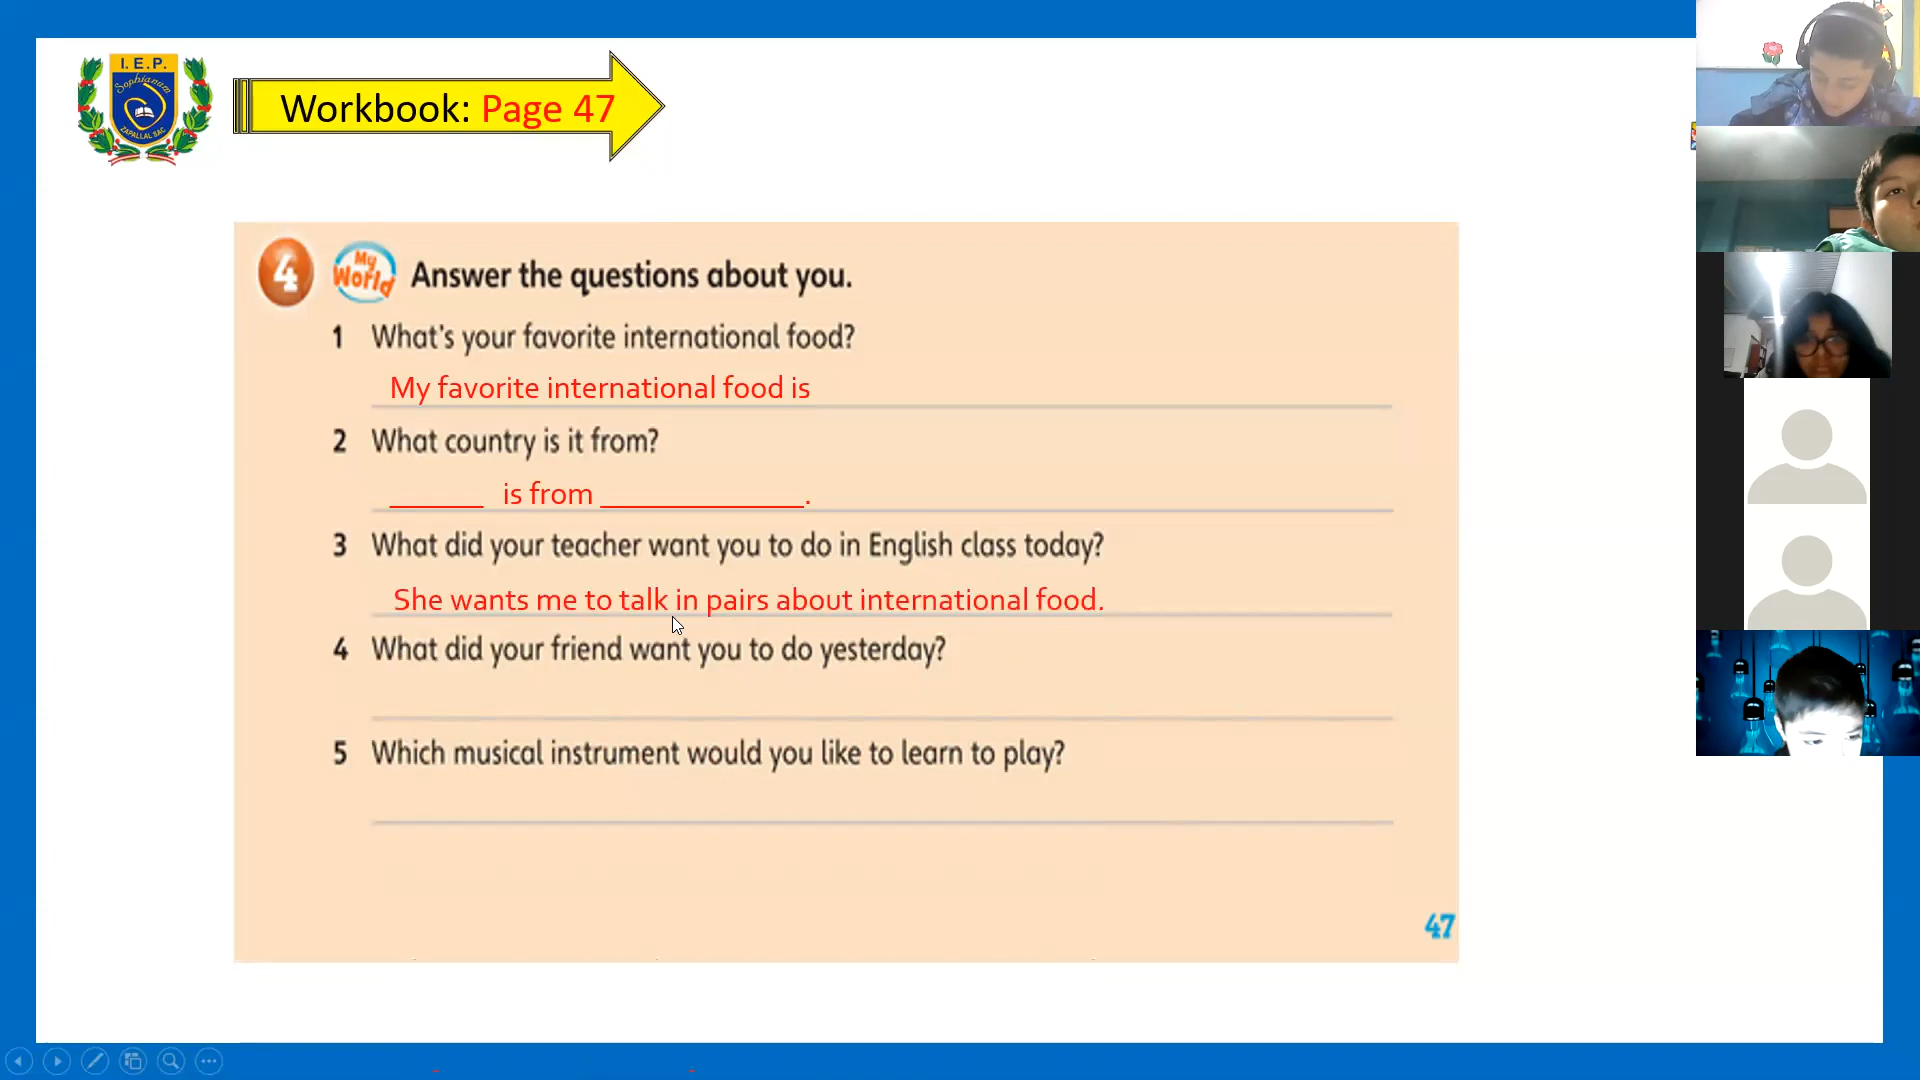 I.E.P.
Sophianum
ZAPALLAL SAC
Workbook: Page 47
4 My World Answer the questions about you.
1 What's your favorite international food?
My favorite international food is
2 What country is it from?
______ is from _____________.
3 What did your teacher want you to do in English class today?
She wants me to talk in pairs about international food.
4 What did your friend want you to do yesterday?
5 Which musical instrument would you like to learn to play?
47